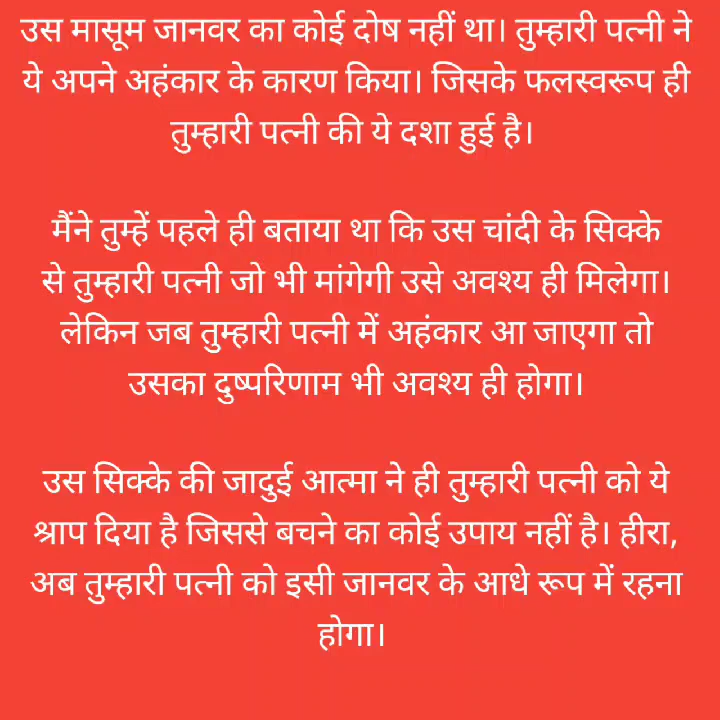 उस मासूम जानवर का कोई दोष नहीं था। तुम्हारी पत्नी ने
ये अपने अहंकार के कारण किया। जिसके फलस्वरूप ही
तुम्हारी पत्नी की ये दशा हुई है।
मैंने तुम्हें पहले ही बताया था कि उस चांदी के सिक्के
से तुम्हारी पत्नी जो भी मांगेगी उसे अवश्य ही मिलेगा।
लेकिन जब तुम्हारी पत्नी में अहंकार आ जाएगा तो
उसका दुष्परिणाम भी अवश्य ही होगा।
उस सिक्के की जादुई आत्मा ने ही तुम्हारी पत्नी को ये
श्राप दिया है जिससे बचने का कोई उपाय नहीं है। हीरा,
अब तुम्हारी पत्नी को इसी जानवर के आधे रूप में रहना
होगा।